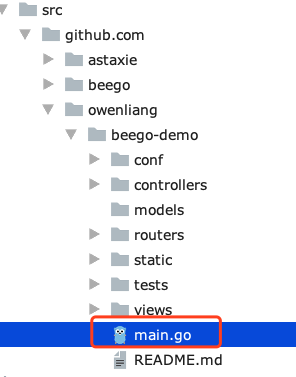 src
github.com
astaxie
beego
owenliang
beego-demo
conf
controllers
models
routers
static
tests
views
main.go
README.md